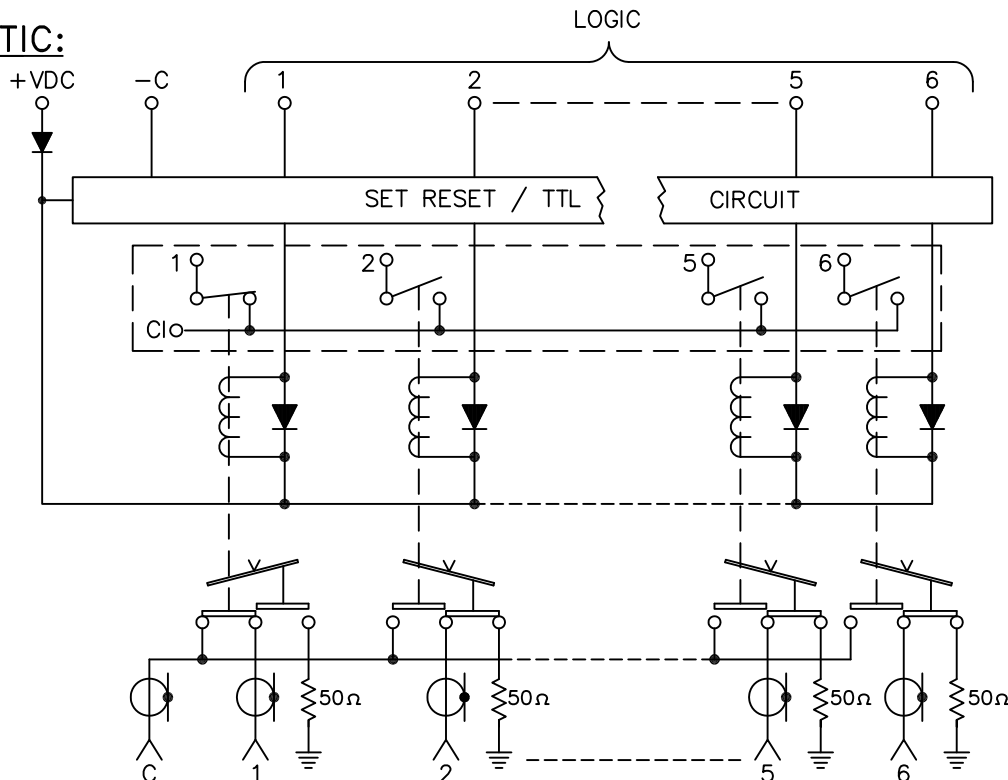 LOGIC
TIC:
+VDC -C 1 2 5 6
SET RESET / TTL CIRCUIT
1 2 5 6
CI
50Ω 50Ω 50Ω 50Ω
C 1 2 5 6